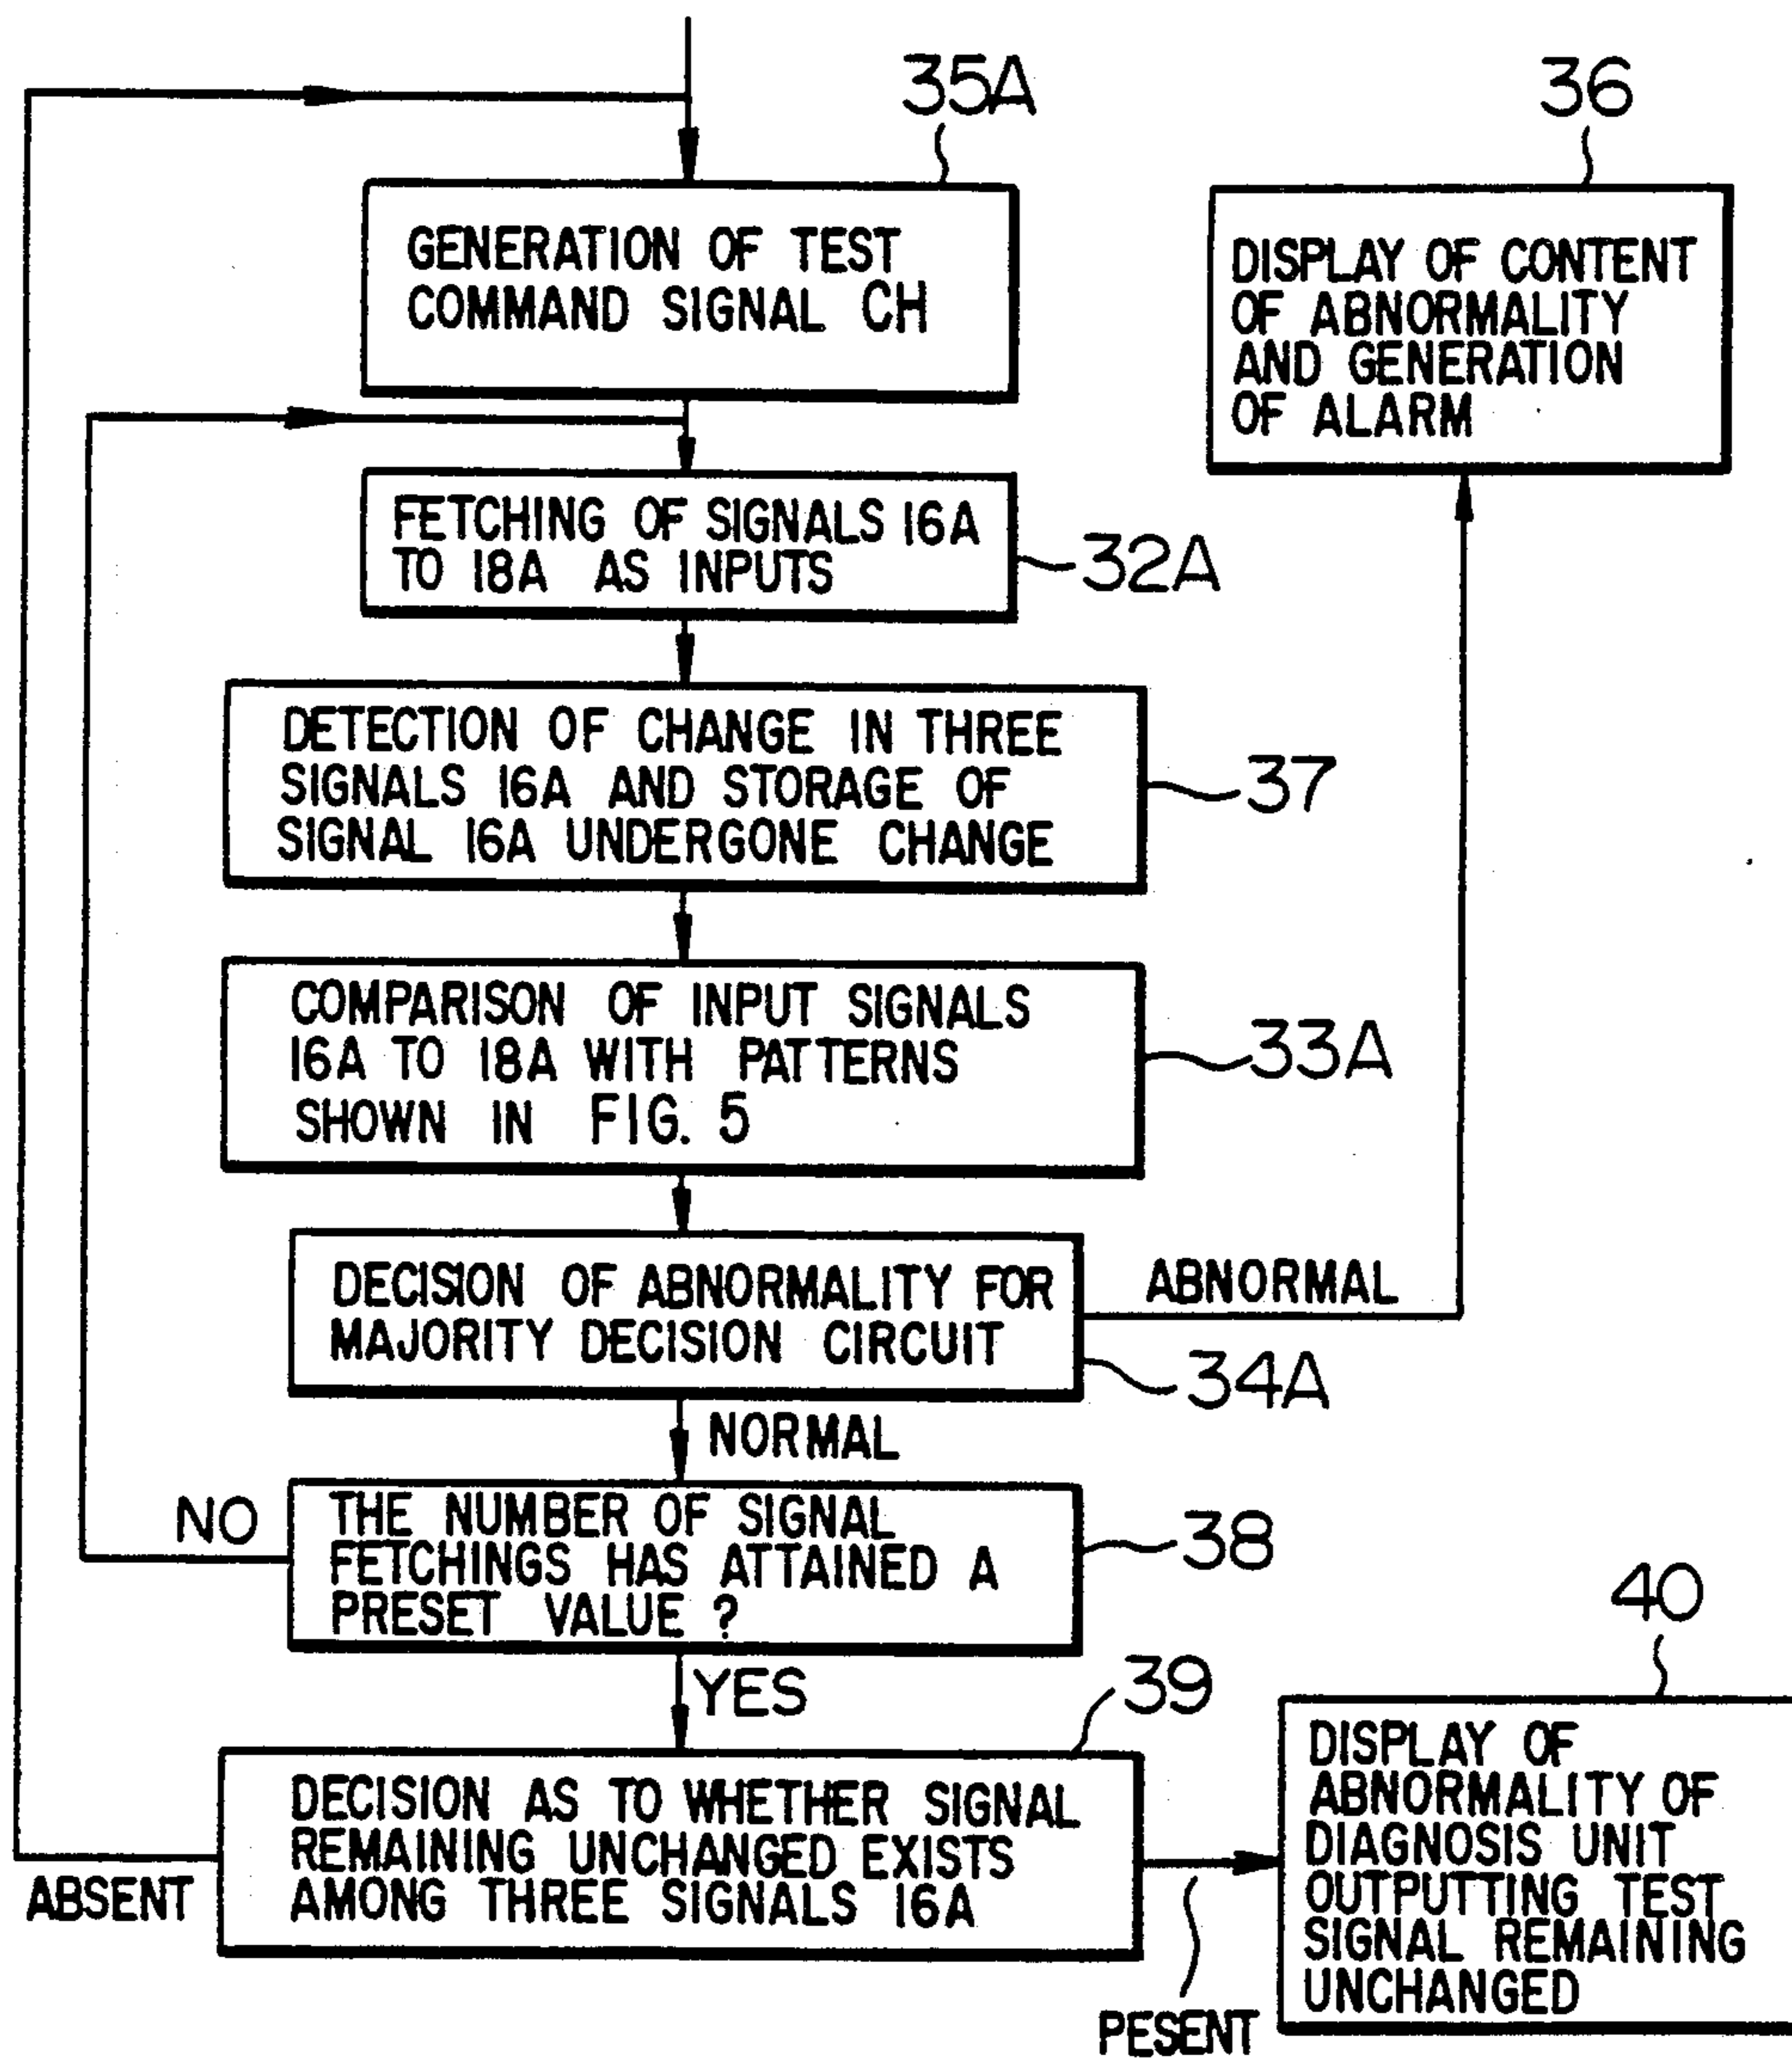 35A
GENERATION OF TEST
COMMAND SIGNAL CH
36
DISPLAY OF CONTENT
OF ABNORMALITY
AND GENERATION
OF ALARM
FETCHING OF SIGNALS 16A
TO 18A AS INPUTS
32A
DETECTION OF CHANGE IN THREE
SIGNALS 16A AND STORAGE OF
SIGNAL 16A UNDERGONE CHANGE
37
COMPARISON OF INPUT SIGNALS
16A TO 18A WITH PATTERNS
SHOWN IN FIG. 5
33A
DECISION OF ABNORMALITY FOR
MAJORITY DECISION CIRCUIT
ABNORMAL
34A
NORMAL
NO
THE NUMBER OF SIGNAL
FETCHINGS HAS ATTAINED A
PRESET VALUE ?
38
YES
39
40
DECISION AS TO WHETHER SIGNAL
REMAINING UNCHANGED EXISTS
AMONG THREE SIGNALS 16A
ABSENT
PESENT
DISPLAY OF
ABNORMALITY OF
DIAGNOSIS UNIT
OUTPUTTING TEST
SIGNAL REMAINING
UNCHANGED